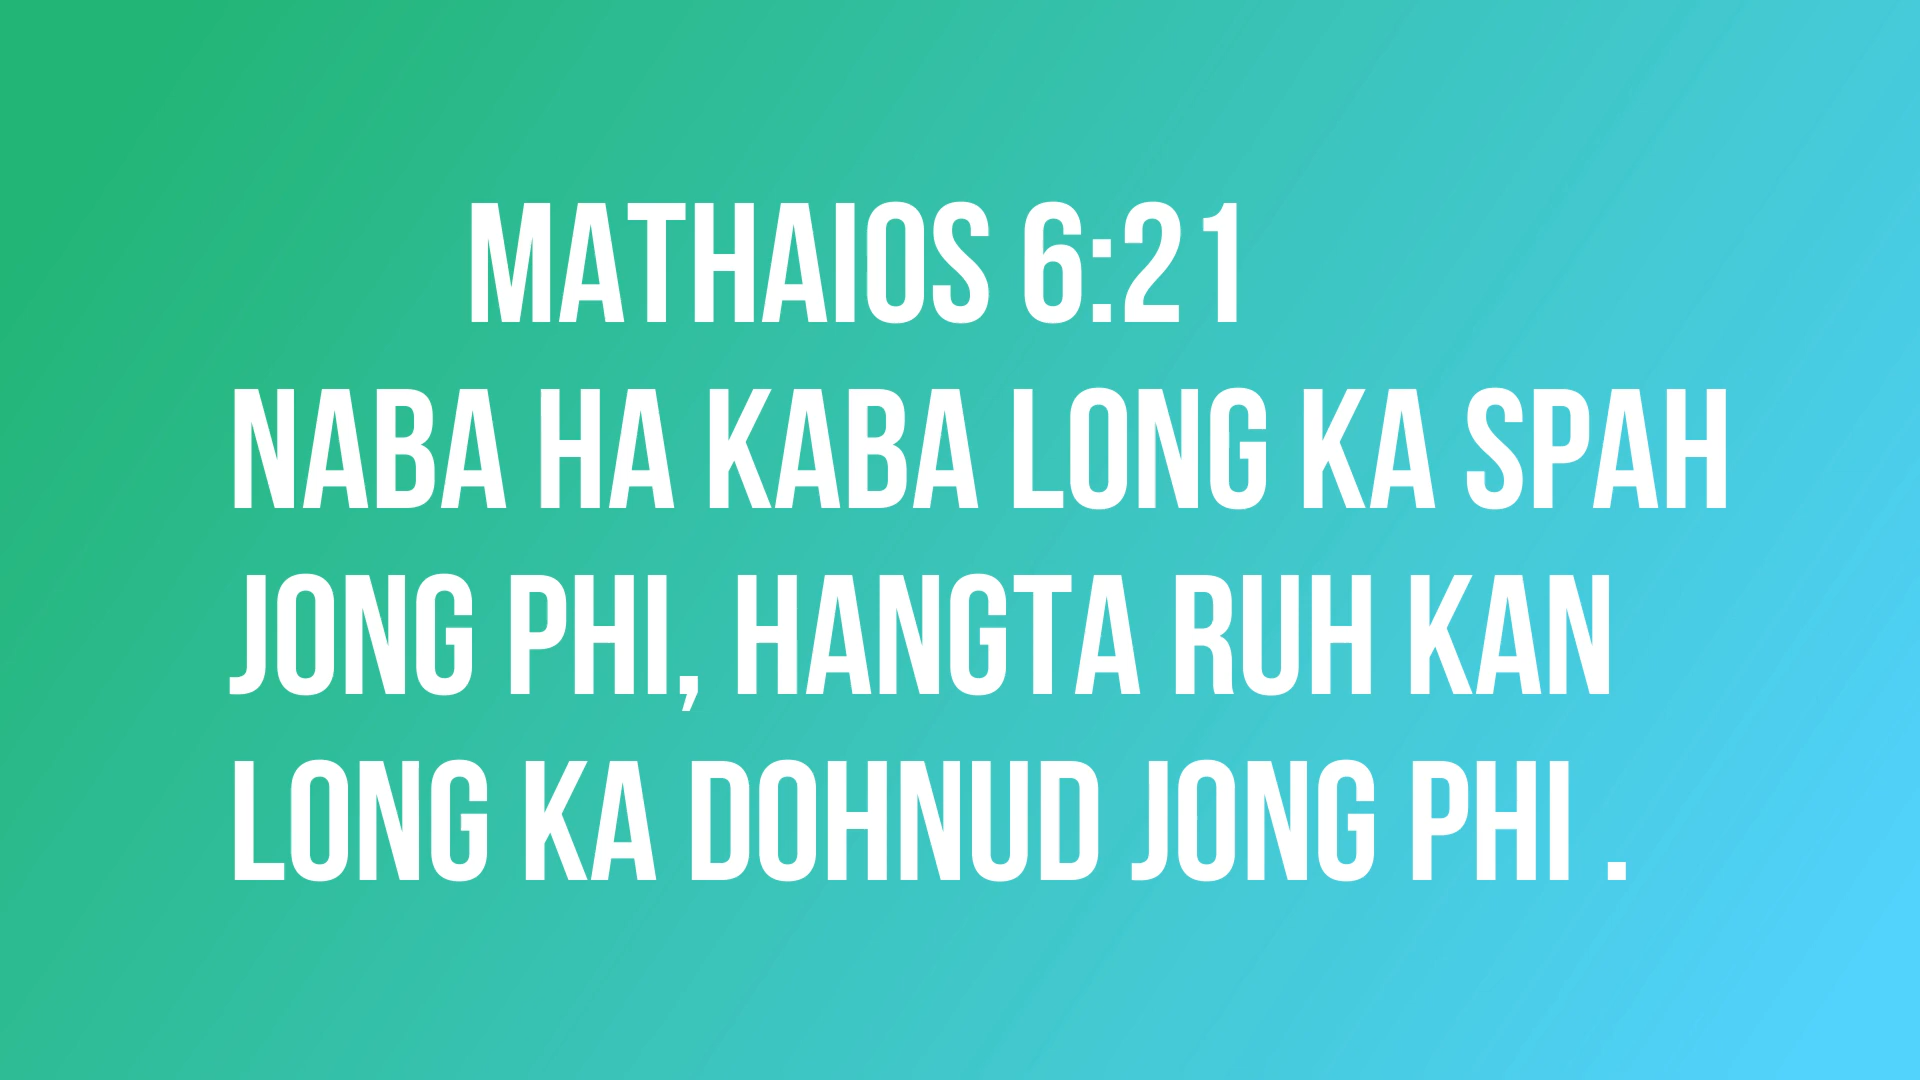 MATHAIOS 6:21
NABA HA KABA LONG KA SPAH
JONG PHI, HANGTA RUH KAN
LONG KA DOHNUD JONG PHI .